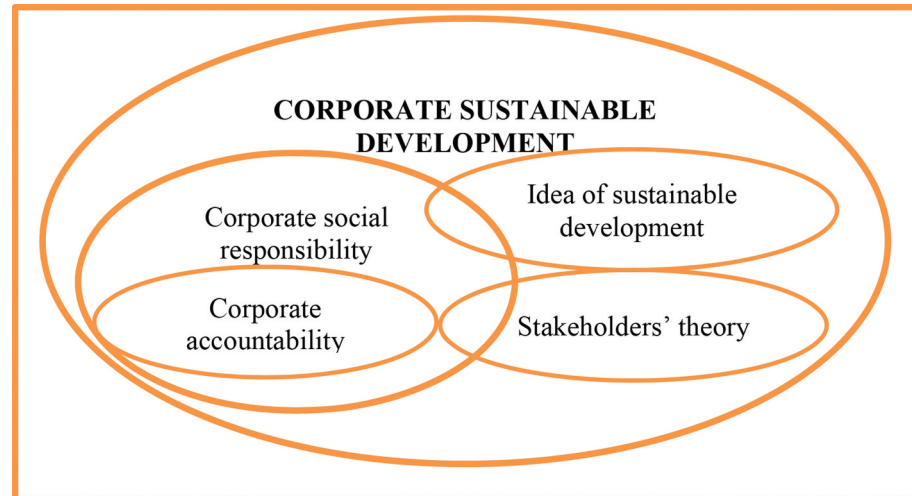 CORPORATE SUSTAINABLE
DEVELOPMENT
Idea of sustainable
development
Corporate social
responsibility
Corporate
accountability
Stakeholders’ theory